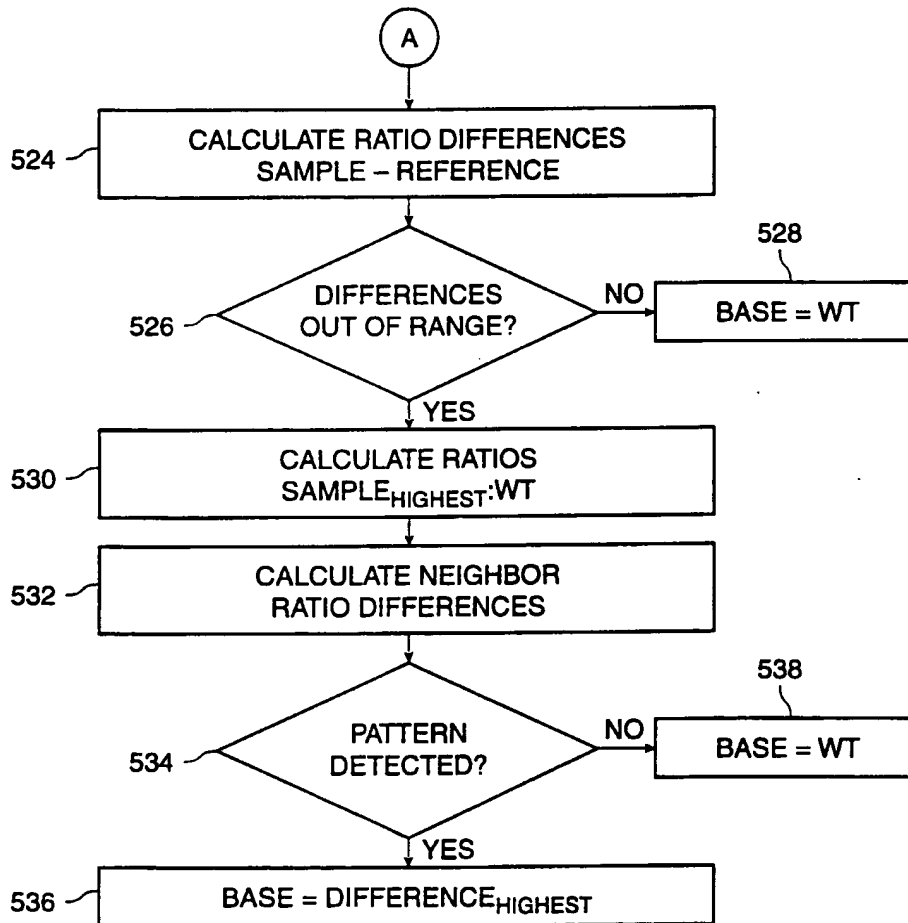 A
524
CALCULATE RATIO DIFFERENCES
SAMPLE – REFERENCE
526
DIFFERENCES
OUT OF RANGE?
NO
528
BASE = WT
YES
530
CALCULATE RATIOS
SAMPLEHIGHEST:WT
532
CALCULATE NEIGHBOR
RATIO DIFFERENCES
534
PATTERN
DETECTED?
NO
538
BASE = WT
YES
536
BASE = DIFFERENCEHIGHEST